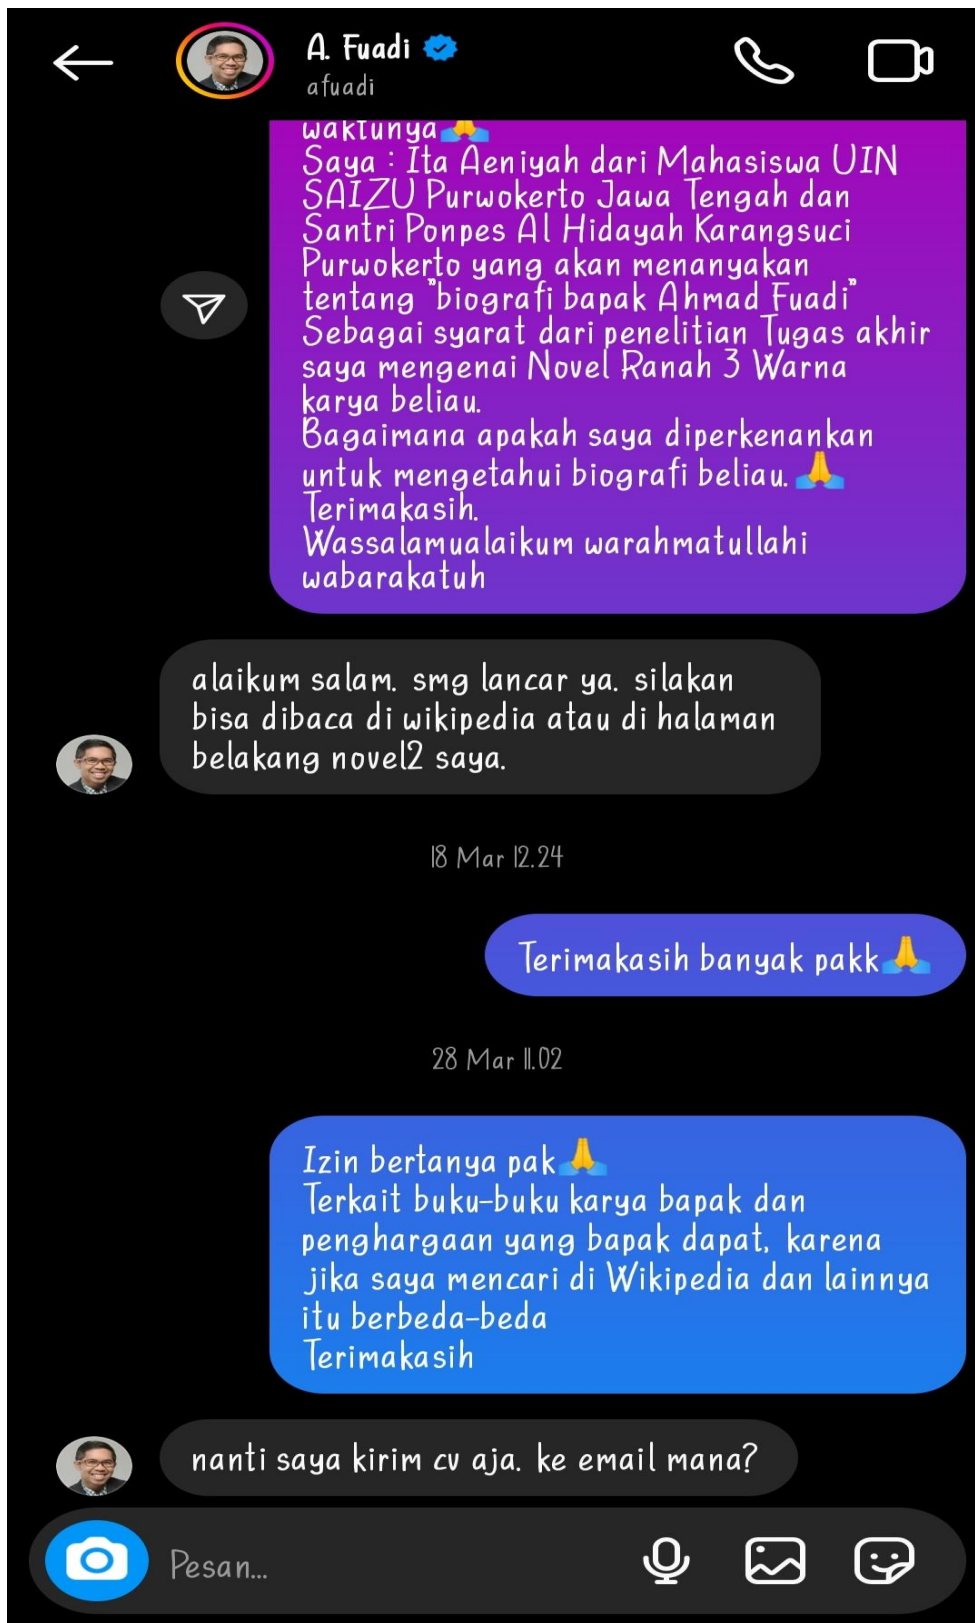 A. Fuadi
afuadi
waktunya🙏
Saya : Ita Aeniyah dari Mahasiswa UIN
SAIZU Purwokerto Jawa Tengah dan
Santri Ponpes Al Hidayah Karangsuci
Purwokerto yang akan menanyakan
tentang "biografi bapak Ahmad Fuadi"
Sebagai syarat dari penelitian Tugas akhir
saya mengenai Novel Ranah 3 Warna
karya beliau.
Bagaimana apakah saya diperkenankan
untuk mengetahui biografi beliau.🙏
Terimakasih.
Wassalamualaikum warahmatullahi
wabarakatuh
alaikum salam. smg lancar ya. silakan
bisa dibaca di wikipedia atau di halaman
belakang novel2 saya.
18 Mar 12.24
Terimakasih banyak pakk🙏
28 Mar 11.02
Izin bertanya pak🙏
Terkait buku-buku karya bapak dan
penghargaan yang bapak dapat, karena
jika saya mencari di Wikipedia dan lainnya
itu berbeda-beda
Terimakasih
nanti saya kirim cv aja. ke email mana?
Pesan...